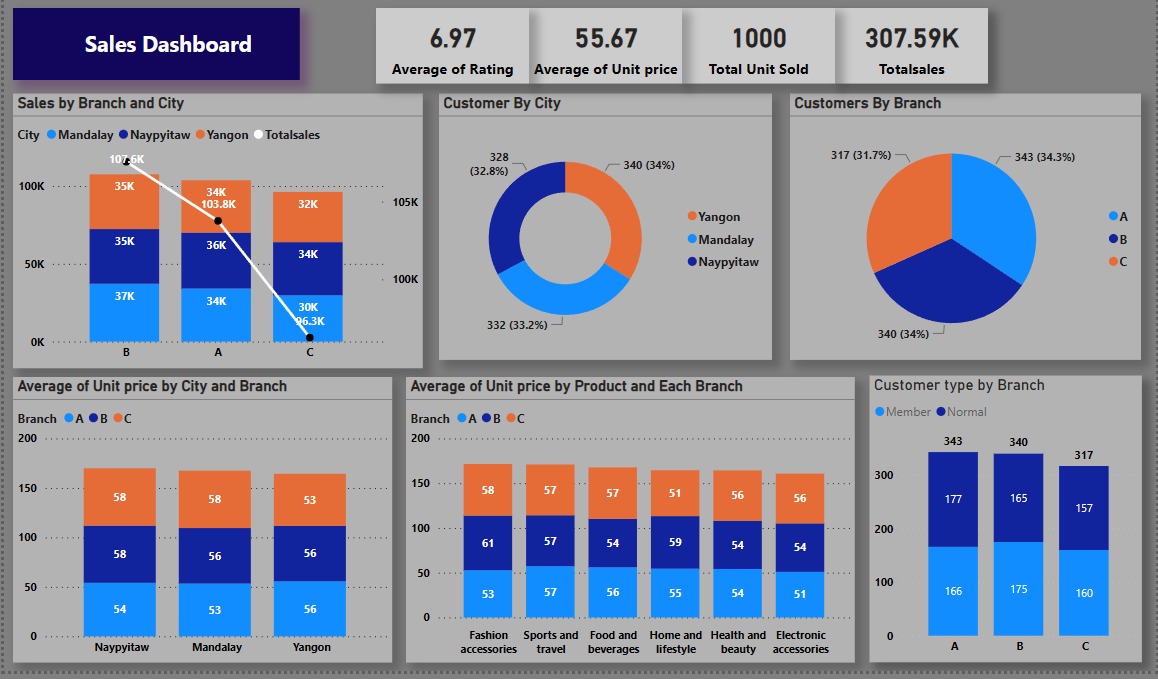 Sales Dashboard
6.97
Average of Rating
55.67
Average of Unit price
1000
Total Unit Sold
307.59K
Totalsales
Sales by Branch and City
City Mandalay Naypyitaw Yangon Totalsales
107.6K
100K
50K
0K
105K
100K
35K
35K
37K
34K
103.8K
36K
34K
32K
34K
30K
96.3K
B A C
Customer By City
328
(32.8%)
340 (34%)
332 (33.2%)
Yangon
Mandalay
Naypyitaw
Customers By Branch
317 (31.7%)
343 (34.3%)
340 (34%)
A
B
C
Average of Unit price by City and Branch
Branch A B C
200
150
100
50
0
58 58 53
58 56 56
54 53 56
Naypyitaw Mandalay Yangon
Average of Unit price by Product and Each Branch
Branch A B C
200
150
100
50
0
58 57 57 51 56 56
61 57 54 59 54 54
53 57 56 55 54 51
Fashion accessories
Sports and travel
Food and beverages
Home and lifestyle
Health and beauty
Electronic accessories
Customer type by Branch
Member Normal
300
200
100
0
343 340 317
177 165 157
166 175 160
A B C